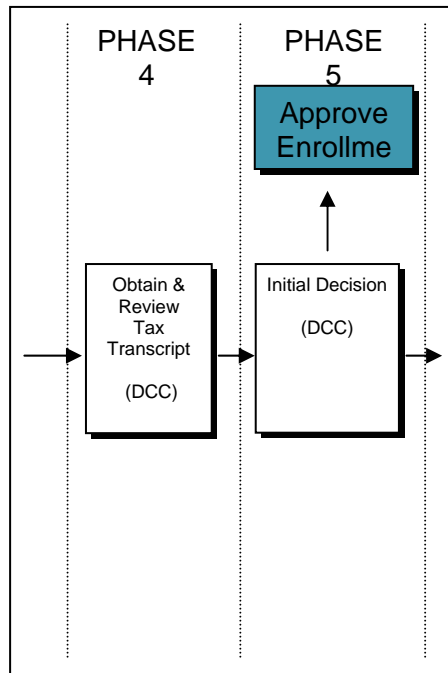 PHASE
4
PHASE
5
Approve
Enrollme
Obtain &
Review
Tax
Transcript
(DCC)
Initial Decision
(DCC)